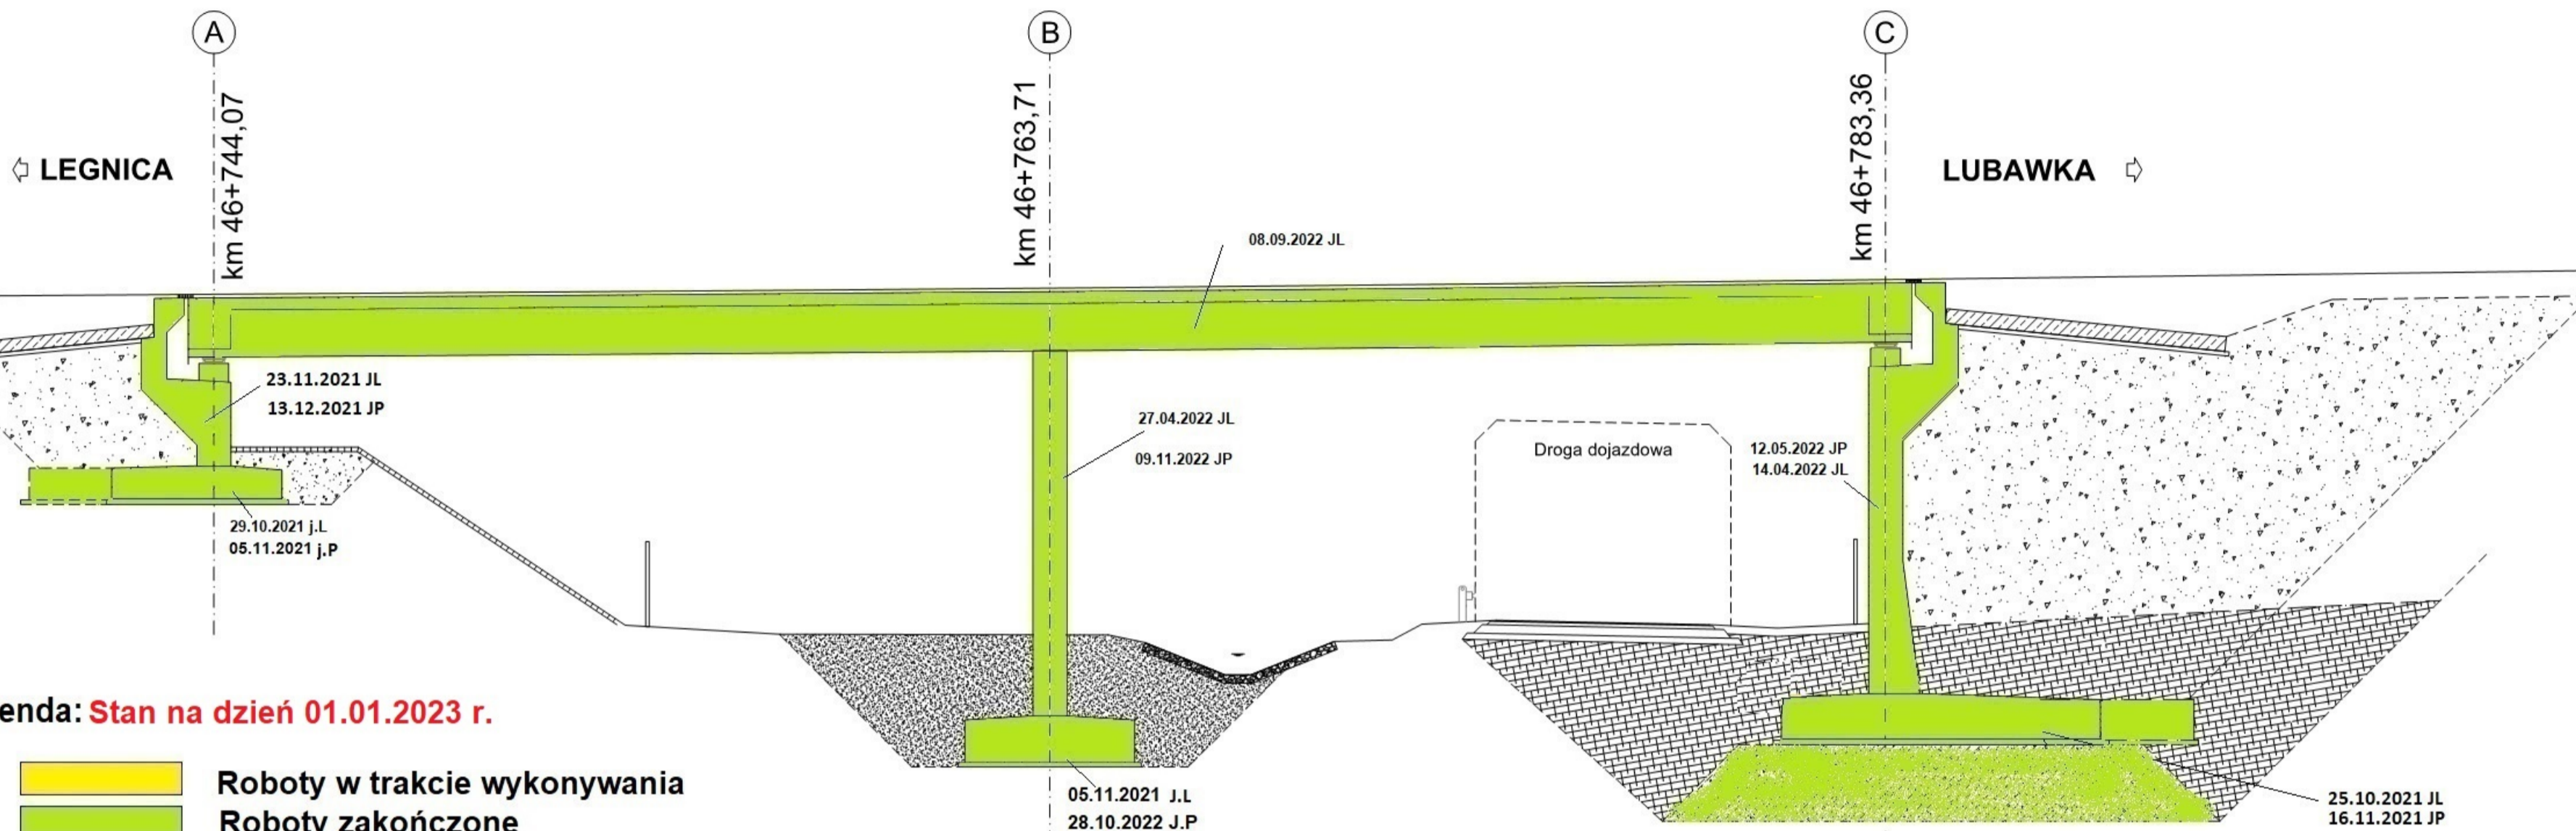 A
B
C
km 46+744,07
km 46+763,71
km 46+783,36
LEGNICA
LUBAWKA
08.09.2022 JL
23.11.2021 JL
13.12.2021 JP
27.04.2022 JL
09.11.2022 JP
Droga dojazdowa
12.05.2022 JP
14.04.2022 JL
29.10.2021 j.L
05.11.2021 j.P
enda: Stan na dzień 01.01.2023 r.
Roboty w trakcie wykonywania
Roboty zakończone
05.11.2021 J.L
28.10.2022 J.P
25.10.2021 JL
16.11.2021 JP